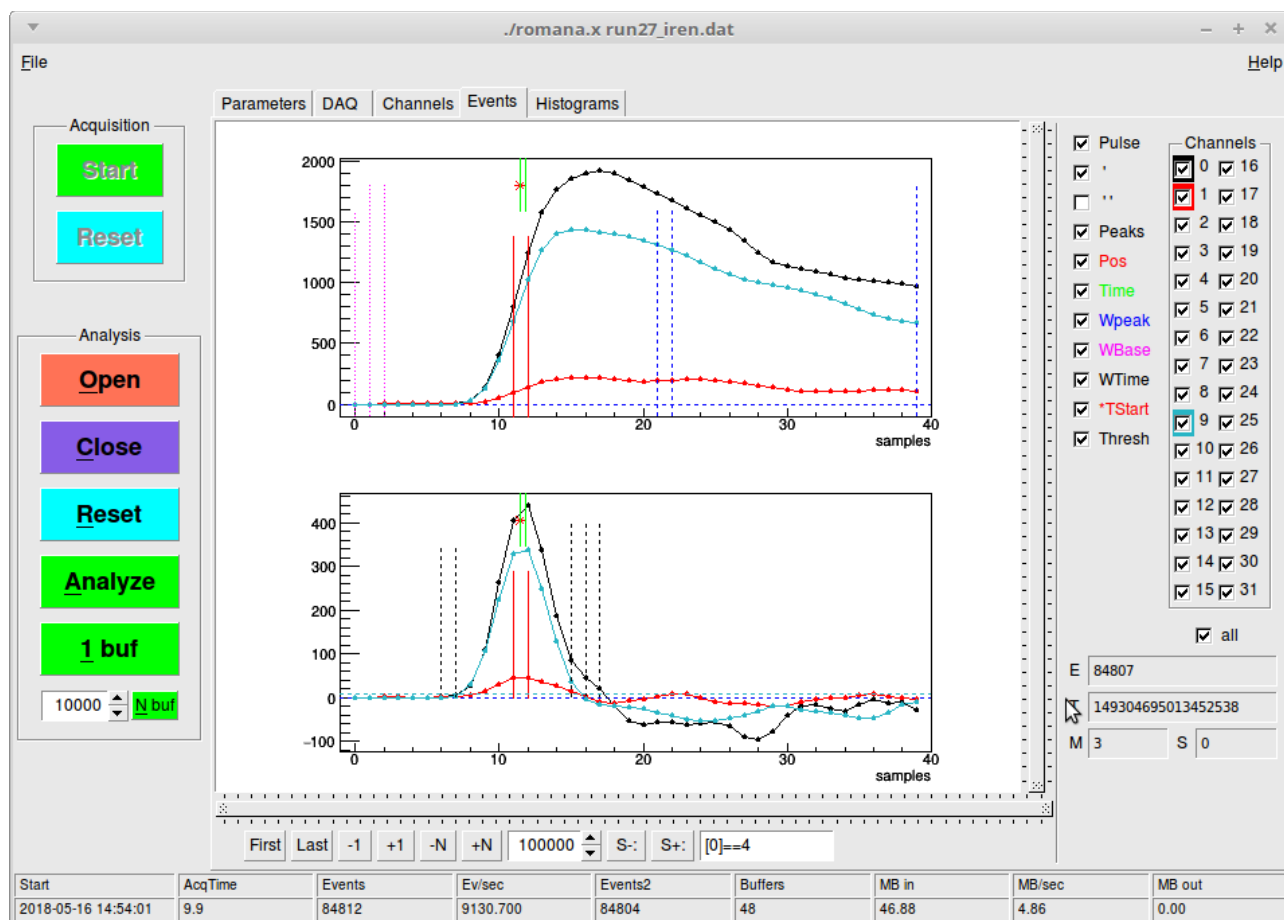 ./romana.x run27_iren.dat
File Help
Parameters DAQ Channels Events Histograms
Acquisition
Start
Reset
Analysis
Open
Close
Reset
Analyze
1 buf
10000 N buf
2000
1500
1000
500
0
0 10 20 30 40
samples
400
300
200
100
0
−100
0 10 20 30 40
samples
First Last -1 +1 -N +N 100000 S-: S+: [0]==4
Pulse
'
''
Peaks
Pos
Time
Wpeak
WBase
WTime
*TStart
Thresh
Channels
0 16
1 17
2 18
3 19
4 20
5 21
6 22
7 23
8 24
9 25
10 26
11 27
12 28
13 29
14 30
15 31
all
E 84807
149304695013452538
M 3 S 0
Start AcqTime Events Ev/sec Events2 Buffers MB in MB/sec MB out
2018-05-16 14:54:01 9.9 84812 9130.700 84804 48 46.88 4.86 0.00